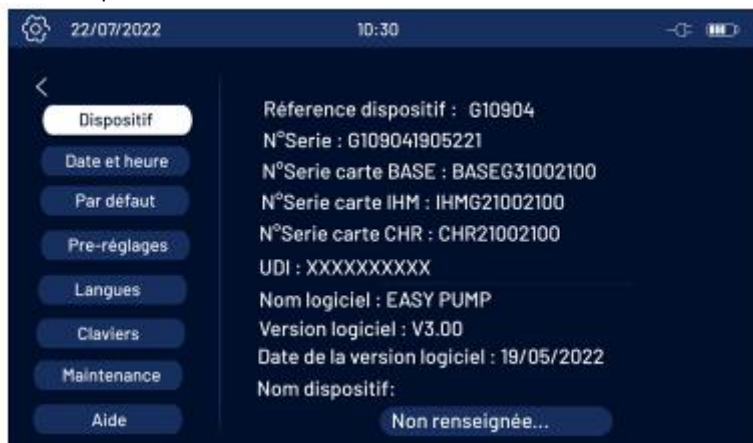 22/07/2022 10:30
Dispositif
Date et heure
Par défaut
Pre-réglages
Langues
Claviers
Maintenance
Aide
Réference dispositif : G10904
N°Serie : G109041905221
N°Serie carte BASE : BASEG31002100
N°Serie carte IHM : IHMG21002100
N°Serie carte CHR : CHR21002100
UDI : XXXXXXXXXX
Nom logiciel : EASY PUMP
Version logiciel : V3.00
Date de la version logiciel : 19/05/2022
Nom dispositif:
Non renseignée...